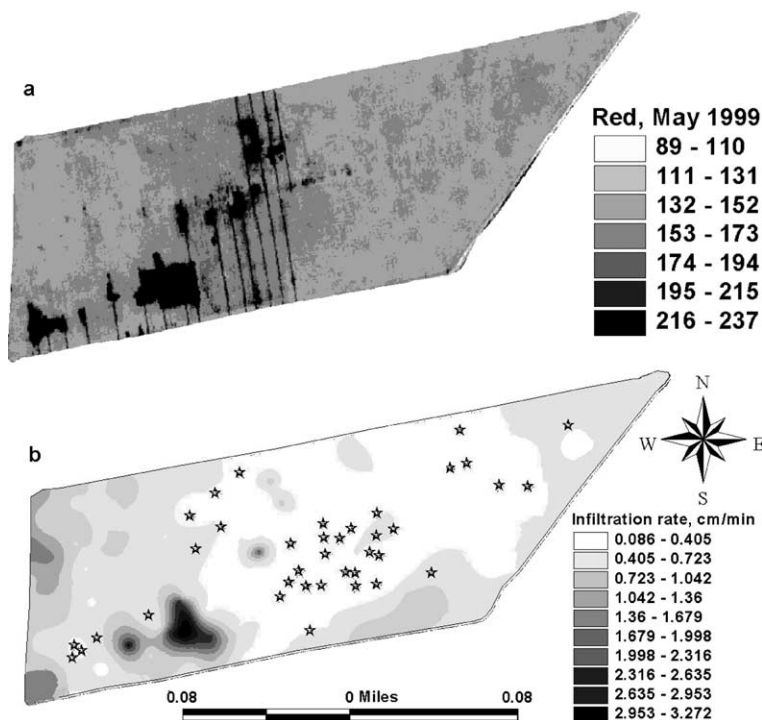 a
Red, May 1999
89 - 110
111 - 131
132 - 152
153 - 173
174 - 194
195 - 215
216 - 237
b
N
W E
S
Infiltration rate, cm/min
0.086 - 0.405
0.405 - 0.723
0.723 - 1.042
1.042 - 1.36
1.36 - 1.679
1.679 - 1.998
1.998 - 2.316
2.316 - 2.635
2.635 - 2.953
2.953 - 3.272
0.08 0 Miles 0.08